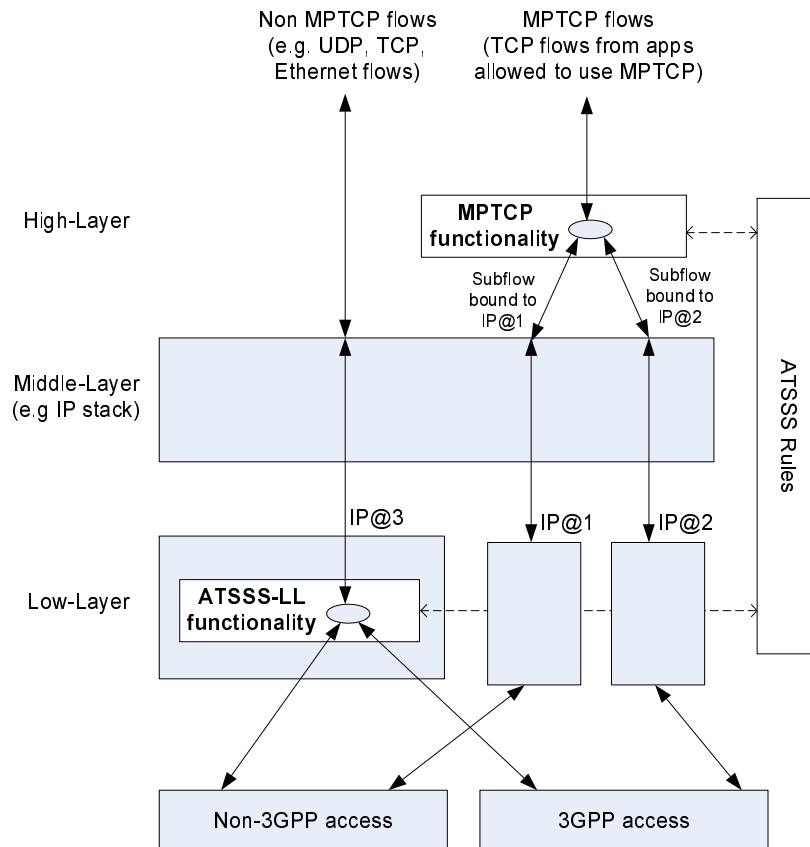 Non MPTCP flows
(e.g. UDP, TCP,
Ethernet flows)
MPTCP flows
(TCP flows from apps
allowed to use MPTCP)
High-Layer
MPTCP
functionality
Subflow
bound to
IP@1
Subflow
bound to
IP@2
Middle-Layer
(e.g IP stack)
ATSSS Rules
IP@3
IP@1
IP@2
Low-Layer
ATSSS-LL
functionality
Non-3GPP access
3GPP access